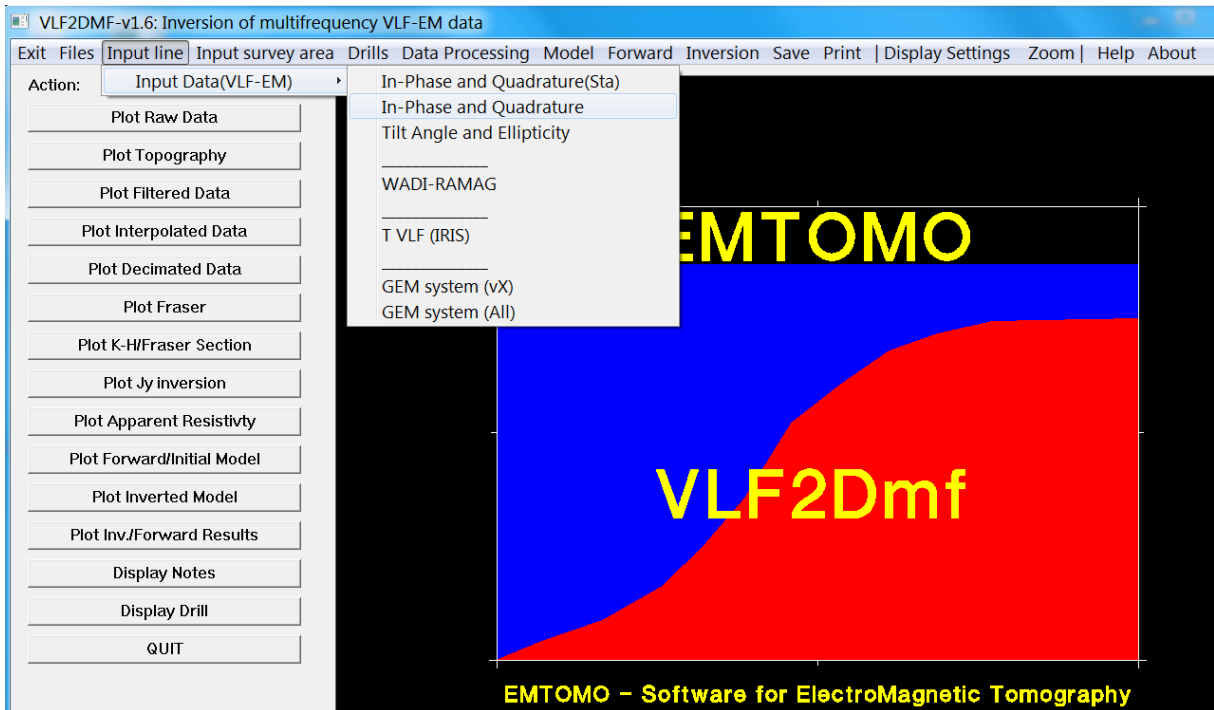 VLF2DMF-v1.6: Inversion of multifrequency VLF-EM data
Exit Files Input line Input survey area Drills Data Processing Model Forward Inversion Save Print | Display Settings Zoom | Help About
Action:
Input Data(VLF-EM)
In-Phase and Quadrature(Sta)
In-Phase and Quadrature
Tilt Angle and Ellipticity
______________
WADI-RAMAG
______________
T VLF (IRIS)
______________
GEM system (vX)
GEM system (All)
Plot Raw Data
Plot Topography
Plot Filtered Data
Plot Interpolated Data
Plot Decimated Data
Plot Fraser
Plot K-H/Fraser Section
Plot Jy inversion
Plot Apparent Resistivty
Plot Forward/Initial Model
Plot Inverted Model
Plot Inv./Forward Results
Display Notes
Display Drill
QUIT
EMTOMO
VLF2Dmf
EMTOMO - Software for ElectroMagnetic Tomography